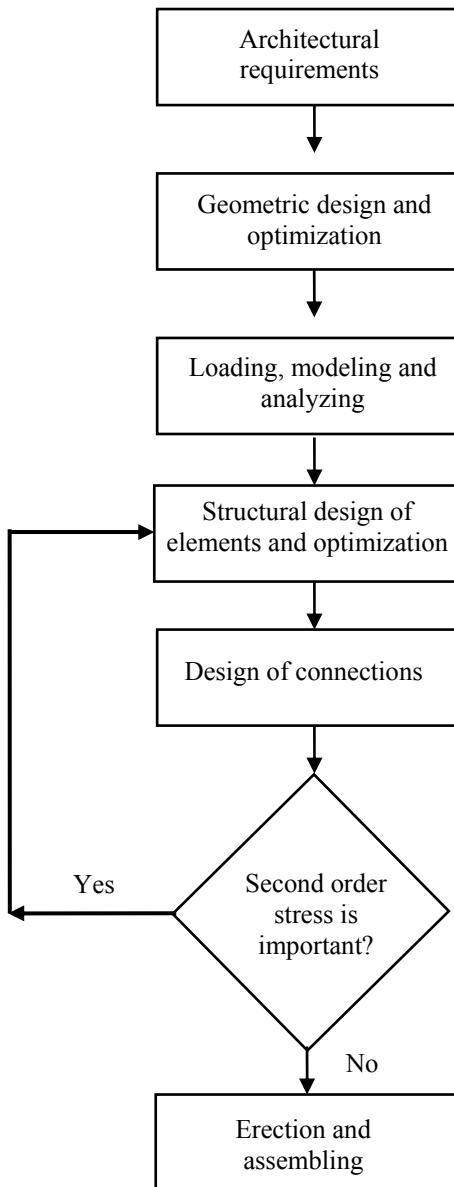 Architectural
requirements
Geometric design and
optimization
Loading, modeling and
analyzing
Structural design of
elements and optimization
Design of connections
Yes
Second order
stress is
important?
No
Erection and
assembling